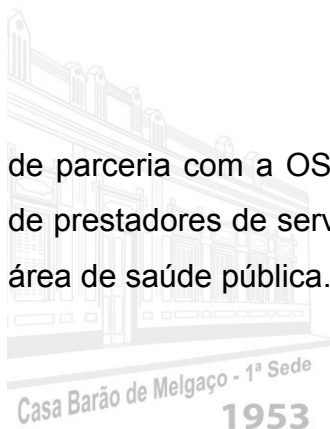 de parceria com a OS
de prestadores de serv
área de saúde pública.
Casa Barão de Melgaço - 1ª Sede
1953